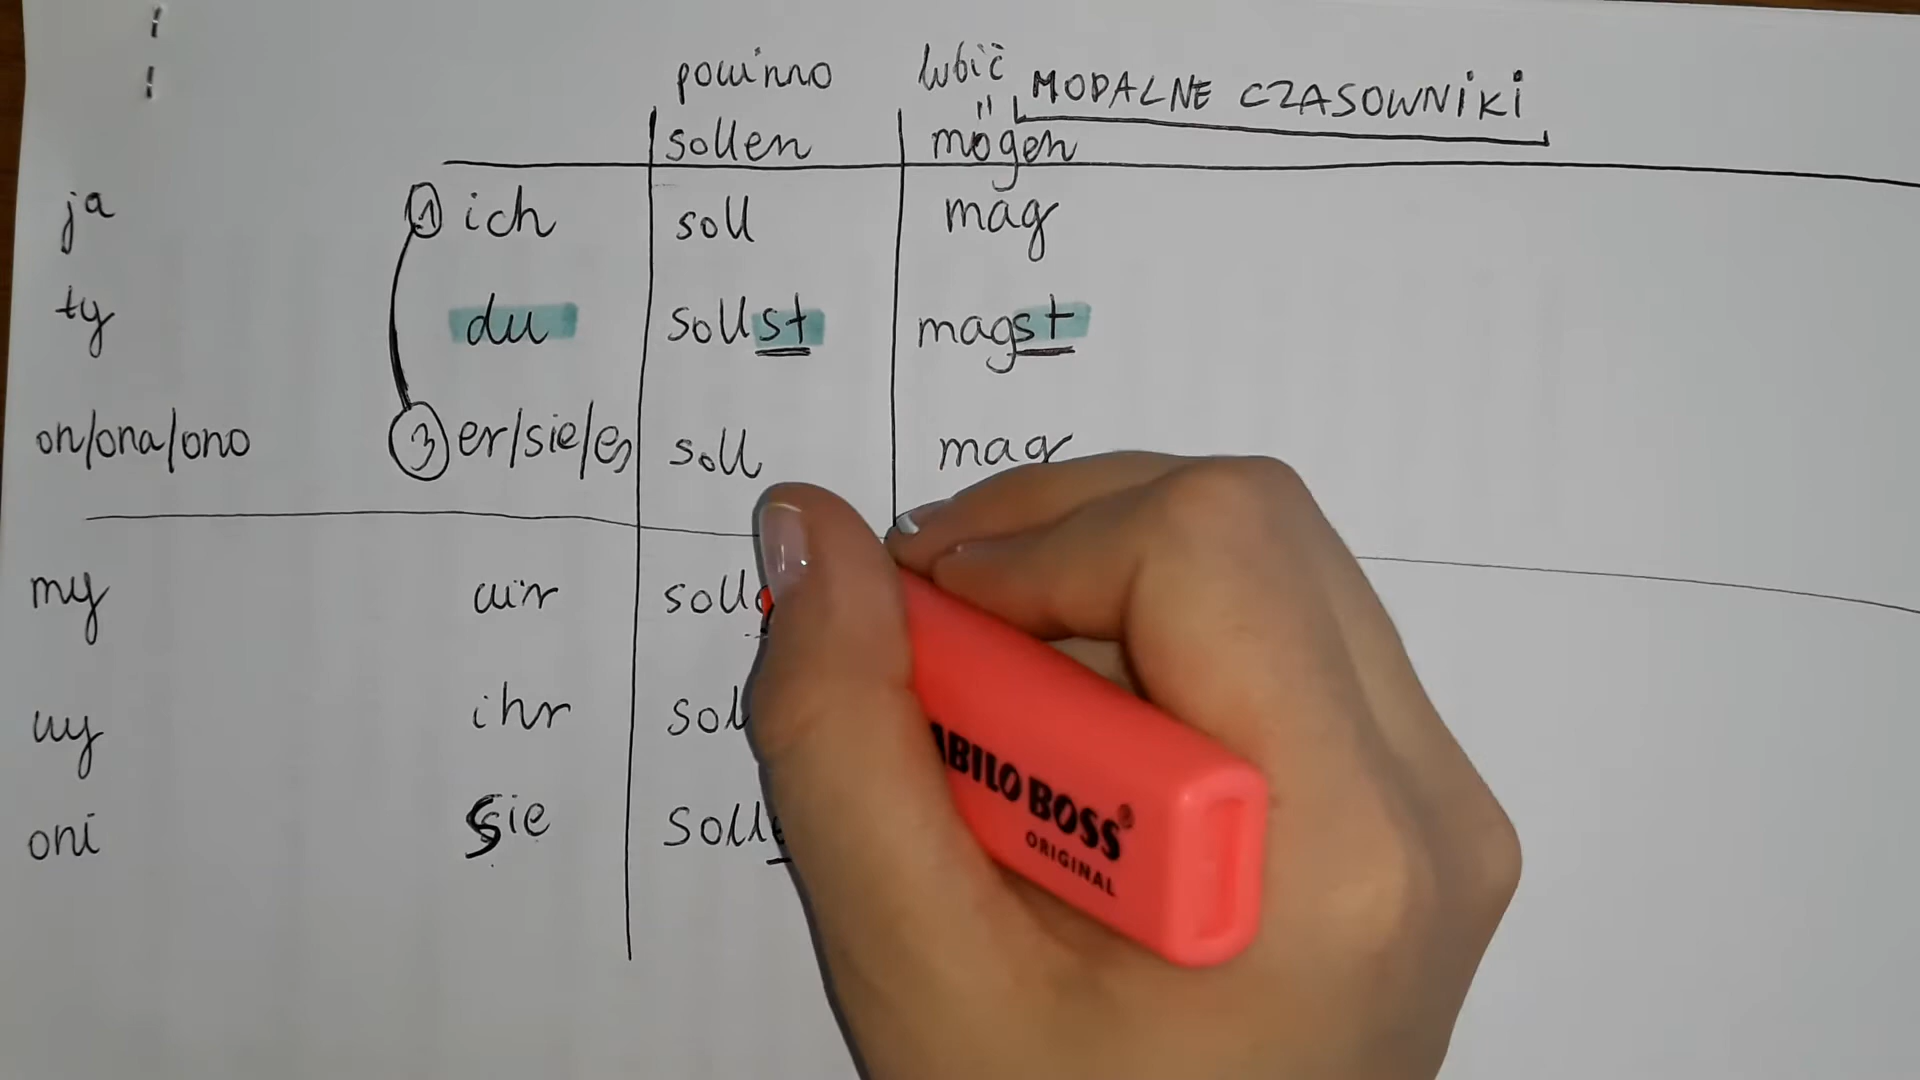 powinno lubić MODALNE CZASOWNIKI
sollen mögen
ja 1 ich soll mag
ty du sollst magst
on/ona/ono 3 er/sie/es soll mag
my wir
wy ihr
oni sie
ABILO BOSS®
ORIGINAL